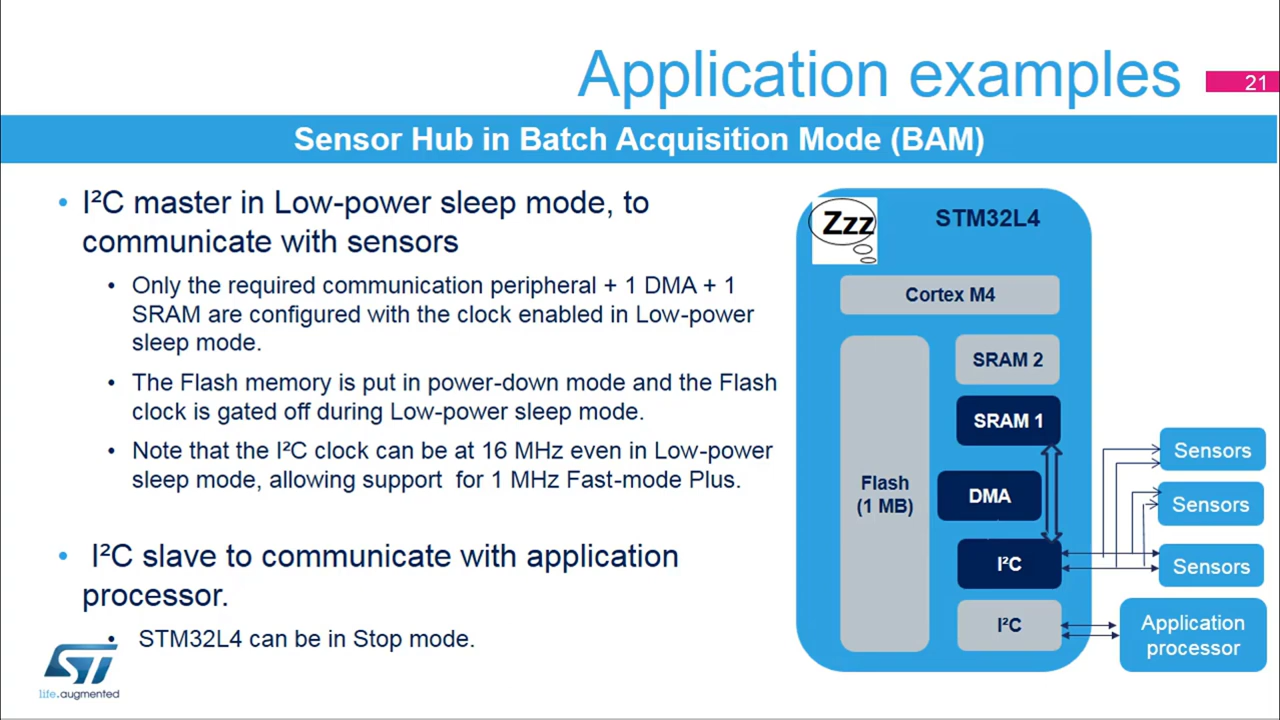 Application examples
21
Sensor Hub in Batch Acquisition Mode (BAM)
• I²C master in Low-power sleep mode, to
communicate with sensors
• Only the required communication peripheral + 1 DMA + 1
SRAM are configured with the clock enabled in Low-power
sleep mode.
• The Flash memory is put in power-down mode and the Flash
clock is gated off during Low-power sleep mode.
• Note that the I²C clock can be at 16 MHz even in Low-power
sleep mode, allowing support for 1 MHz Fast-mode Plus.
• I²C slave to communicate with application
processor.
• STM32L4 can be in Stop mode.
ST
life.augmented
Zzz
STM32L4
Cortex M4
SRAM 2
SRAM 1
Flash
(1 MB)
DMA
I²C
I²C
Sensors
Sensors
Sensors
Application
processor